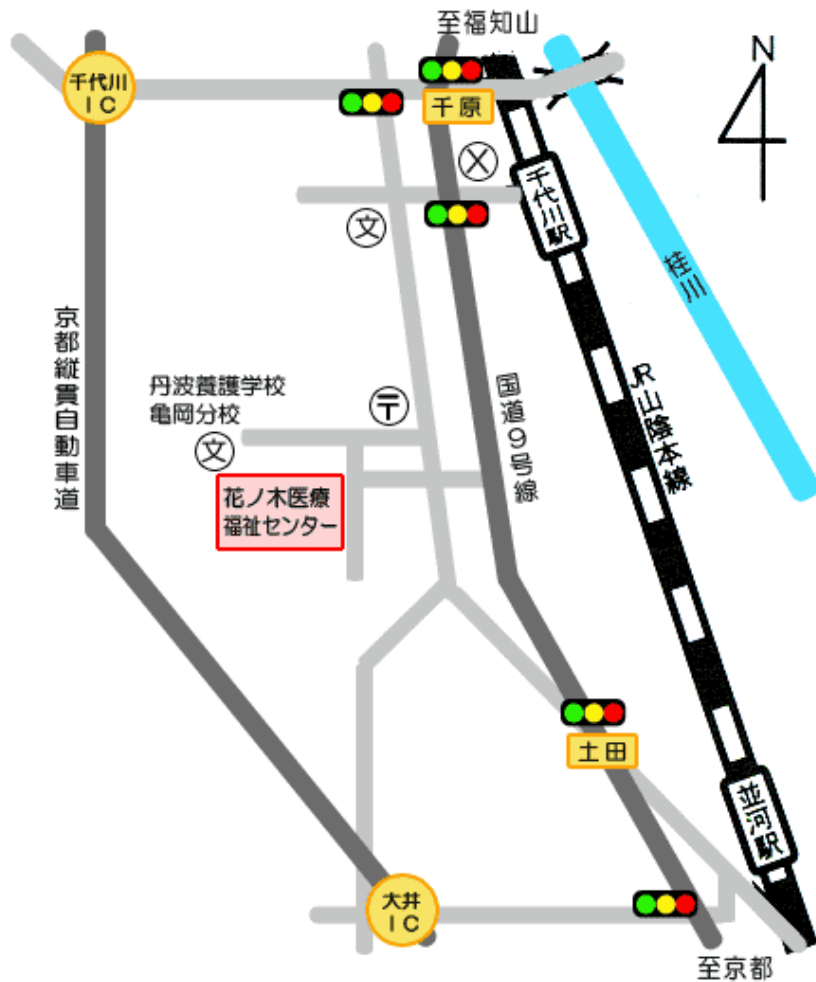 至福知山
千代川
IC
千原
N
千代川駅
桂川
文
京都縦貫自動車道
国道9号線
JR山陰本線
丹波養護学校
亀岡分校
文
花ノ木医療
福祉センター
土田
並河駅
大井
IC
至京都